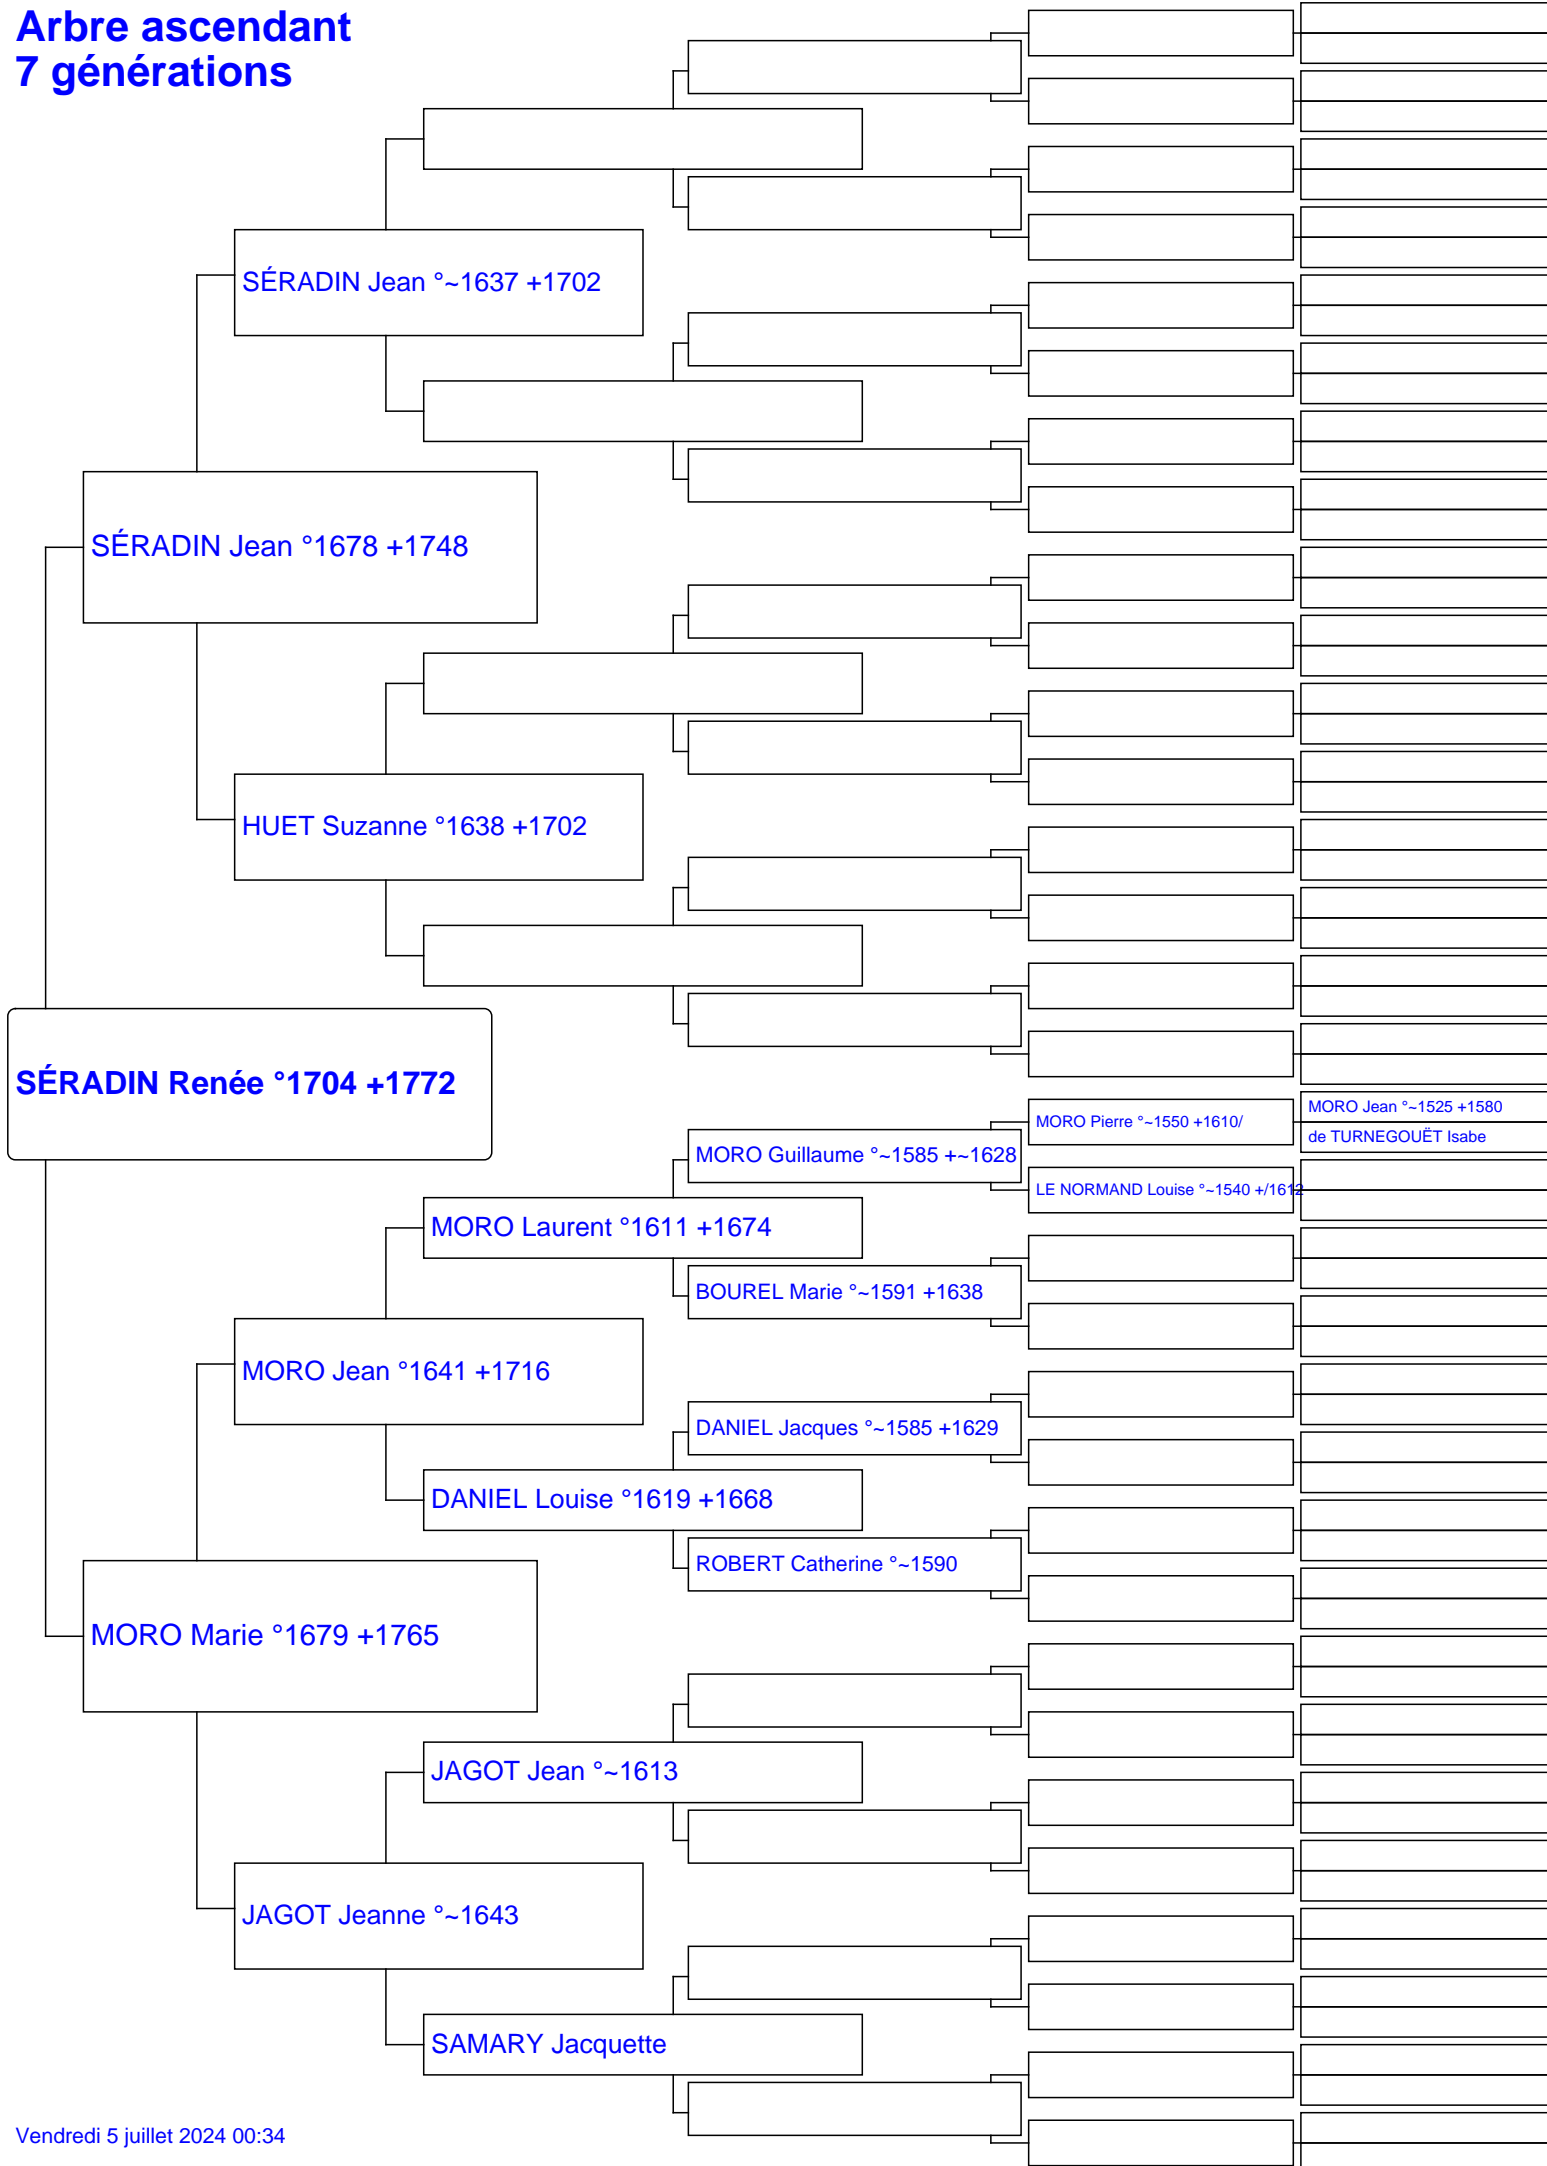 Arbre ascendant
7 générations
SÉRADIN Jean °~1637 +1702
SÉRADIN Jean °1678 +1748
HUET Suzanne °1638 +1702
SÉRADIN Renée °1704 +1772
MORO Pierre °~1550 +1610/
MORO Jean °~1525 +1580
de TURNEGOUËT Isabe
MORO Guillaume °~1585 +~1628
LE NORMAND Louise °~1540 +/1612
MORO Laurent °1611 +1674
BOUREL Marie °~1591 +1638
MORO Jean °1641 +1716
DANIEL Jacques °~1585 +1629
DANIEL Louise °1619 +1668
ROBERT Catherine °~1590
MORO Marie °1679 +1765
JAGOT Jean °~1613
JAGOT Jeanne °~1643
SAMARY Jacquette
Vendredi 5 juillet 2024 00:34